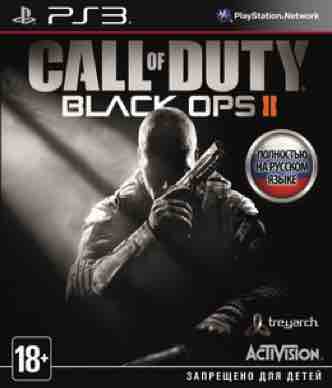 PS3
PlayStation®Network
CALL OF DUTY
BLACK OPS II
ПОЛНОСТЬЮ
НА РУССКОМ
ЯЗЫКЕ
treyarch
18+
ACTIVISION
ЗАПРЕЩЕНО ДЛЯ ДЕТЕЙ